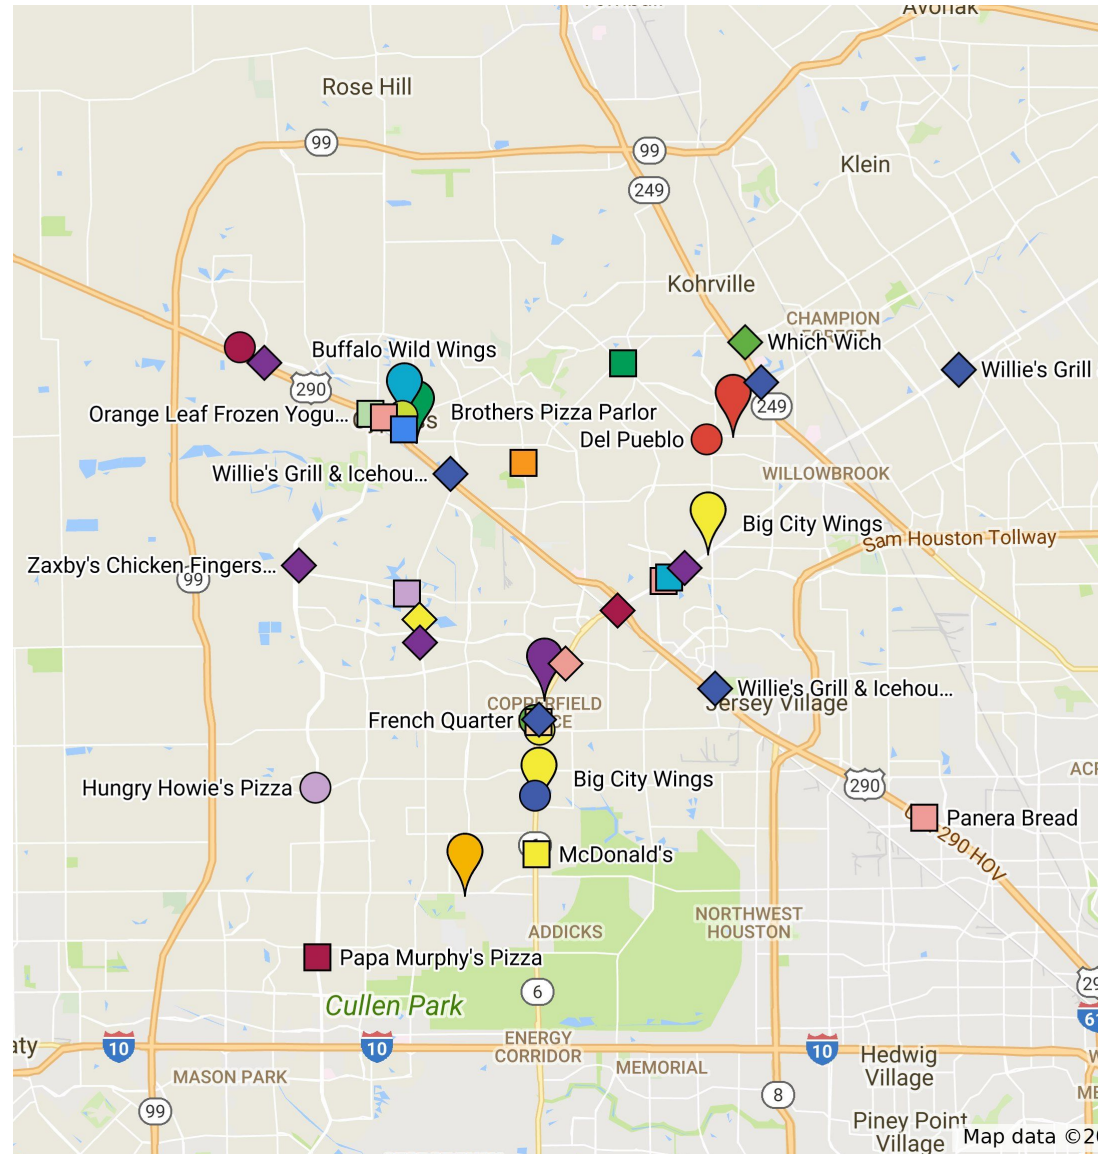 Avonak
Rose Hill
99
99
Klein
249
Kohrville
CHAMPION
Which Wich
Buffalo Wild Wings
Willie's Grill
290
249
Orange Leaf Frozen Yogu...
Brothers Pizza Parlor
Del Pueblo
Willie's Grill & Icehou...
WILLOWBROOK
Big City Wings
Sam Houston Tollway
Zaxby's Chicken Fingers...
99
Willie's Grill & Icehou...
COPPERFIELD
Jersey Village
French Quarter
Hungry Howie's Pizza
Big City Wings
290
Panera Bread
290 HOV
McDonald's
NORTHWEST
HOUSTON
ADDICKS
Papa Murphy's Pizza
6
Cullen Park
10
10
ENERGY
CORRIDOR
10
Hedwig
Village
MASON PARK
MEMORIAL
8
99
Piney Point
Village
Map data ©20